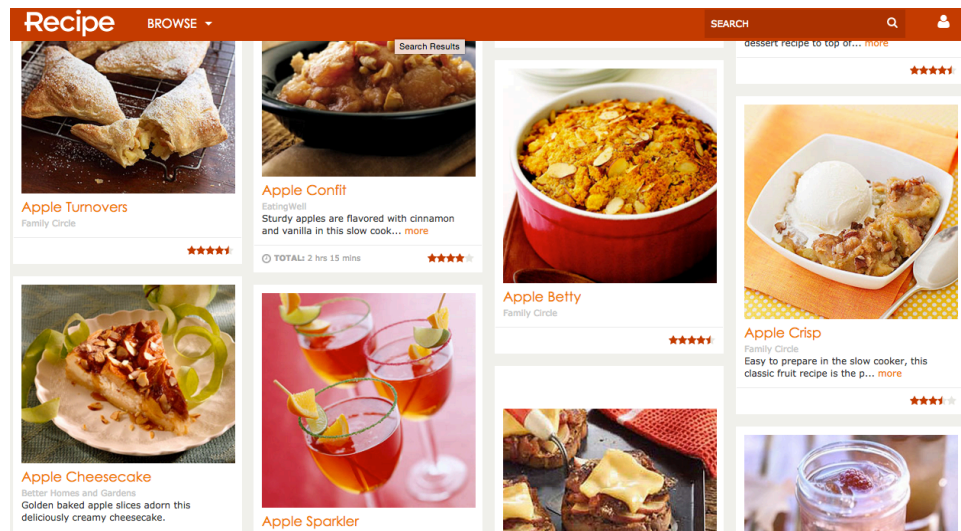 Recipe
BROWSE
SEARCH
Search Results
Apple Turnovers
Family Circle
Apple Confit
EatingWell
Sturdy apples are flavored with cinnamon
and vanilla in this slow cook... more
TOTAL: 2 hrs 15 mins
Apple Cheesecake
Better Homes and Gardens
Golden baked apple slices adorn this
deliciously creamy cheesecake.
Apple Sparkler
Apple Betty
Family Circle
dessert recipe to top of... more
Apple Crisp
Family Circle
Easy to prepare in the slow cooker, this
classic fruit recipe is the p... more